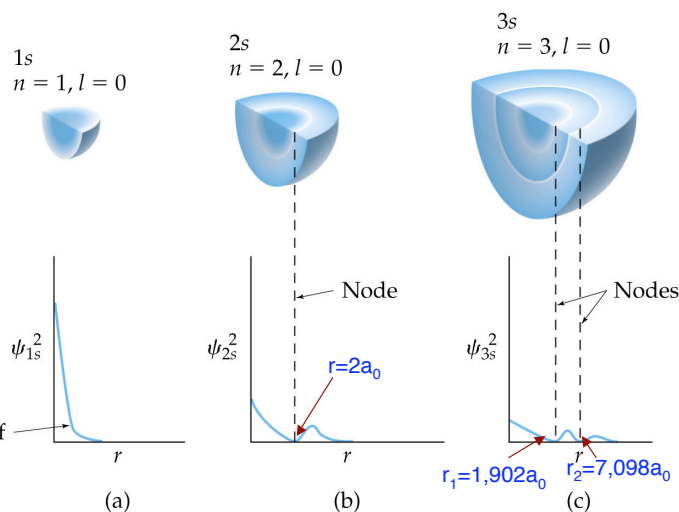 1s
n = 1, l = 0
2s
n = 2, l = 0
3s
n = 3, l = 0
Node
Nodes
ψ₁ₛ²
ψ₂ₛ²
ψ₃ₛ²
r=2a₀
f
r
r
r
r₁=1,902a₀
r₂=7,098a₀
(a)
(b)
(c)